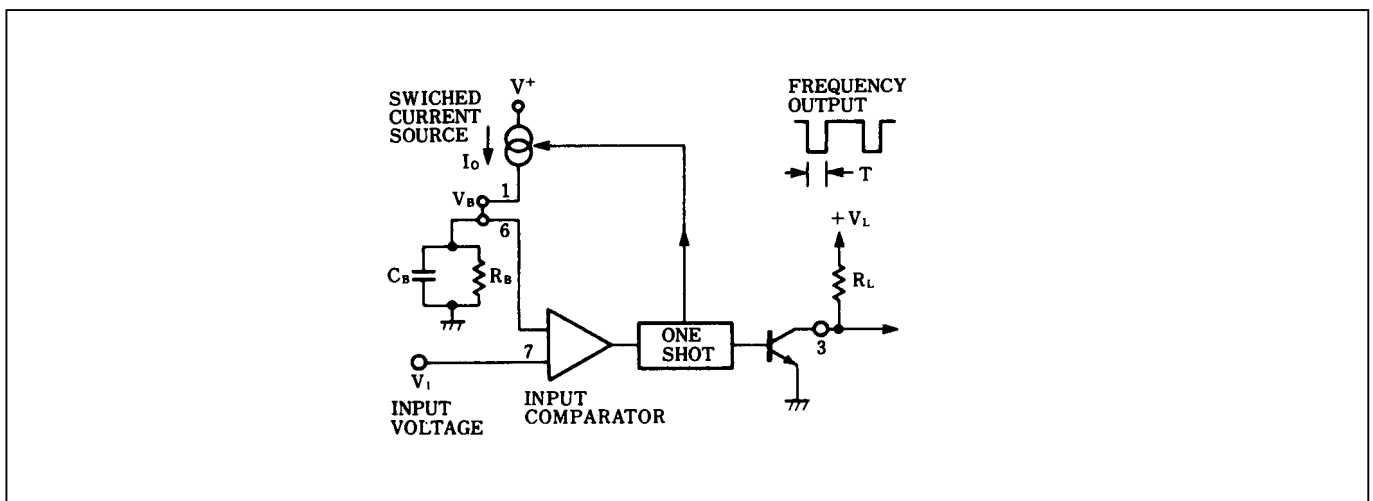 V+
SWICHED
CURRENT
SOURCE
Io
FREQUENCY
OUTPUT
T
VB
1
6
CB
RB
+VL
RL
7
ONE
SHOT
3
VI
INPUT
VOLTAGE
INPUT
COMPARATOR